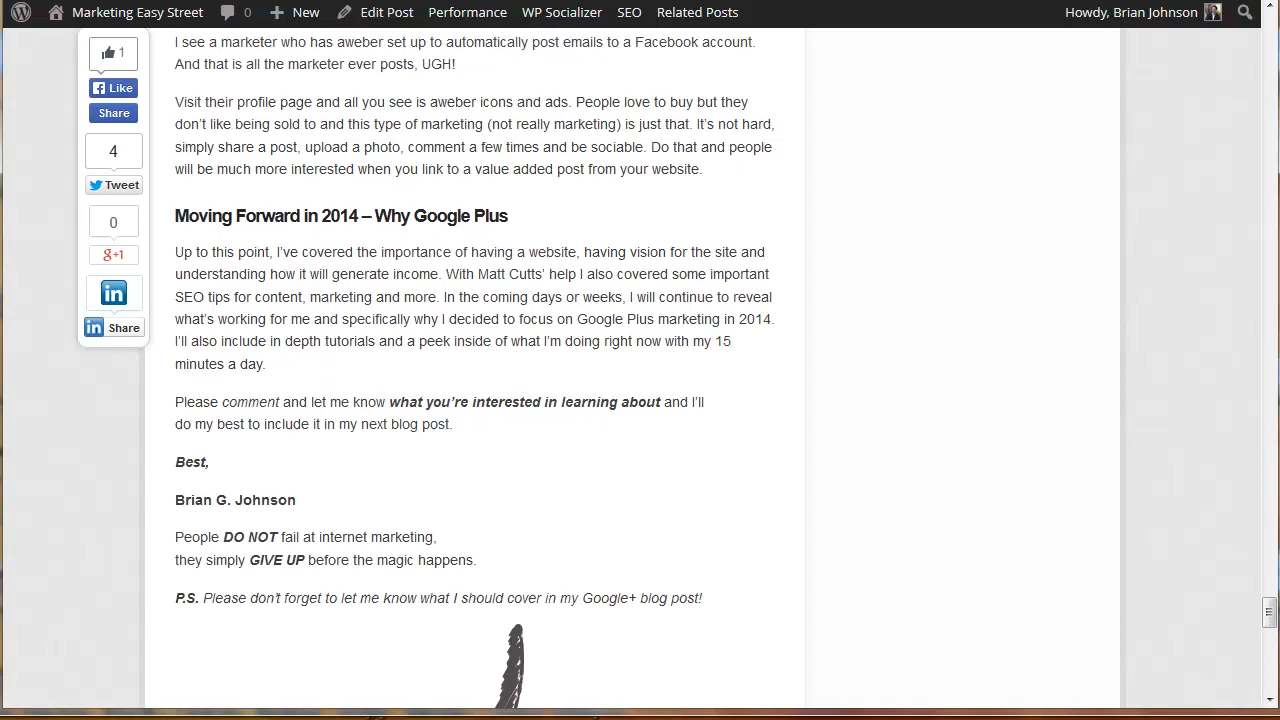 Marketing Easy Street 0 New Edit Post Performance WP Socializer SEO Related Posts Howdy, Brian Johnson
1
Like
Share
4
Tweet
0
g+1
in
in Share
I see a marketer who has aweber set up to automatically post emails to a Facebook account.
And that is all the marketer ever posts, UGH!
Visit their profile page and all you see is aweber icons and ads. People love to buy but they
don’t like being sold to and this type of marketing (not really marketing) is just that. It’s not hard,
simply share a post, upload a photo, comment a few times and be sociable. Do that and people
will be much more interested when you link to a value added post from your website.
Moving Forward in 2014 – Why Google Plus
Up to this point, I’ve covered the importance of having a website, having vision for the site and
understanding how it will generate income. With Matt Cutts’ help I also covered some important
SEO tips for content, marketing and more. In the coming days or weeks, I will continue to reveal
what’s working for me and specifically why I decided to focus on Google Plus marketing in 2014.
I’ll also include in depth tutorials and a peek inside of what I’m doing right now with my 15
minutes a day.
Please comment and let me know what you’re interested in learning about and I’ll
do my best to include it in my next blog post.
Best,
Brian G. Johnson
People DO NOT fail at internet marketing,
they simply GIVE UP before the magic happens.
P.S. Please don’t forget to let me know what I should cover in my Google+ blog post!